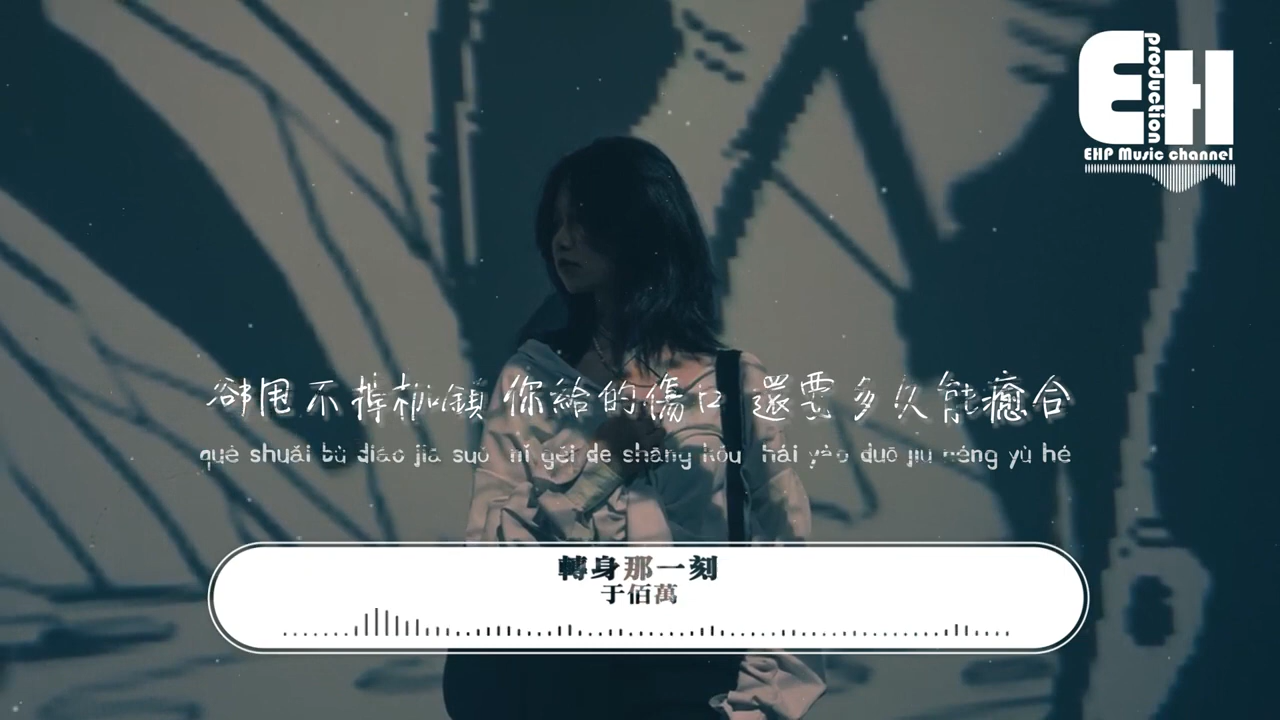 EH
production
EHP Music channel
卻甩不掉枷鎖 你給的傷口 還要多久能癒合
què shuǎi bù diào jiā suǒ nǐ gěi de shāng kǒu hái yào duō jiu néng yù hé
轉身那一刻
于佰萬